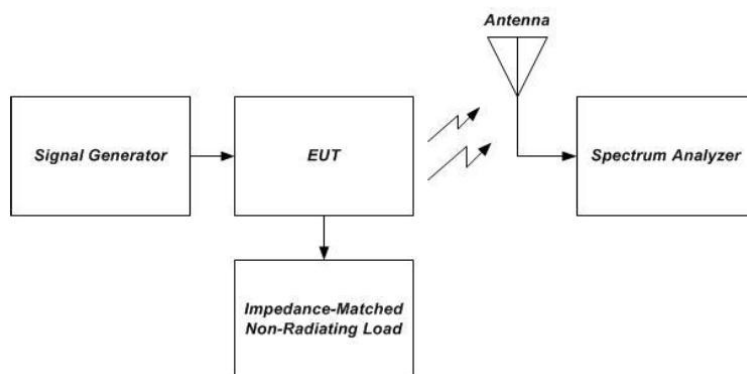 Antenna
Signal Generator
EUT
Spectrum Analyzer
Impedance-Matched
Non-Radiating Load